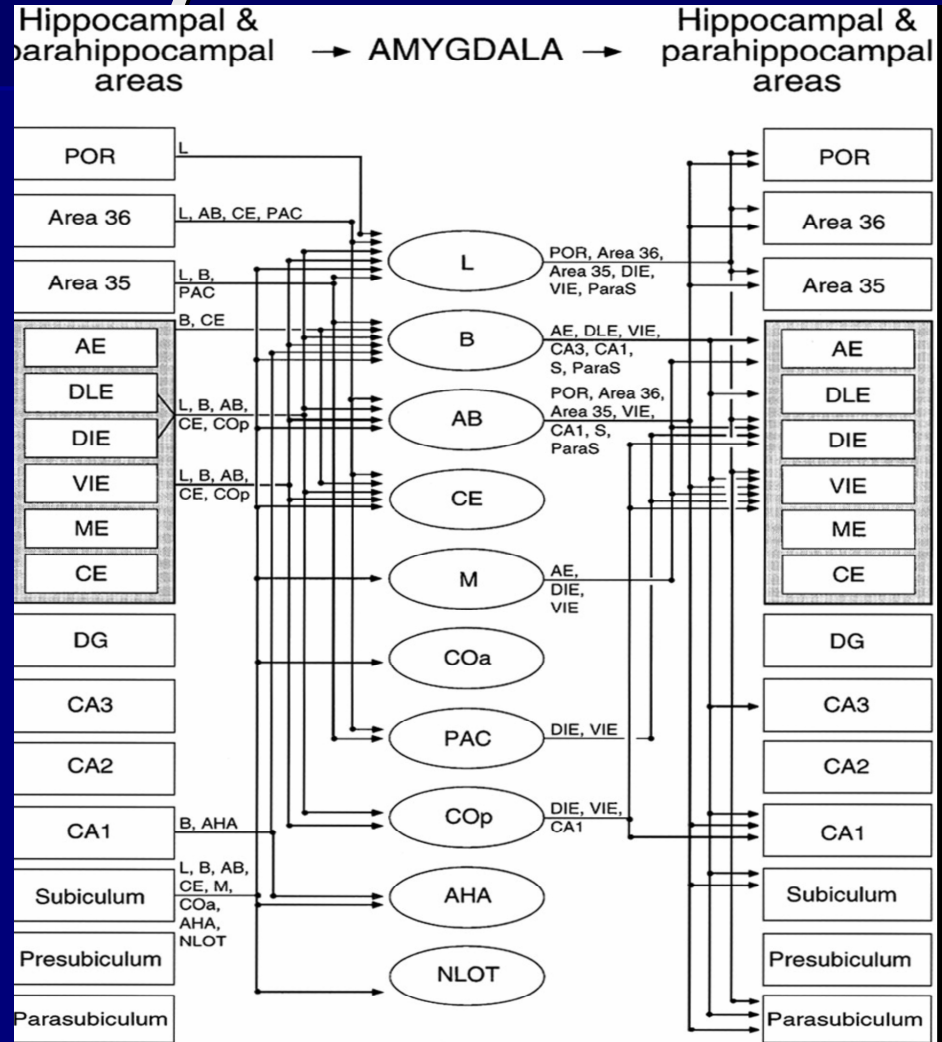 Hippocampal &
parahippocampal
areas
→ AMYGDALA →
Hippocampal &
parahippocampal
areas
POR
Area 36
Area 35
AE
DLE
DIE
VIE
ME
CE
DG
CA3
CA2
CA1
Subiculum
Presubiculum
Parasubiculum
L
L, AB, CE, PAC
L, B,
PAC
B, CE
L, B, AB,
CE, COp
L, B, AB,
CE, COp
B, AHA
L, B, AB,
CE, M,
COa,
AHA,
NLOT
L
B
AB
CE
M
COa
PAC
COp
AHA
NLOT
POR, Area 36,
Area 35, DIE,
VIE, ParaS
AE, DLE, VIE,
CA3, CA1,
S, ParaS
POR, Area 36,
Area 35, VIE,
CA1, S,
ParaS
AE,
DIE,
VIE
DIE, VIE
DIE, VIE,
CA1
POR
Area 36
Area 35
AE
DLE
DIE
VIE
ME
CE
DG
CA3
CA2
CA1
Subiculum
Presubiculum
Parasubiculum